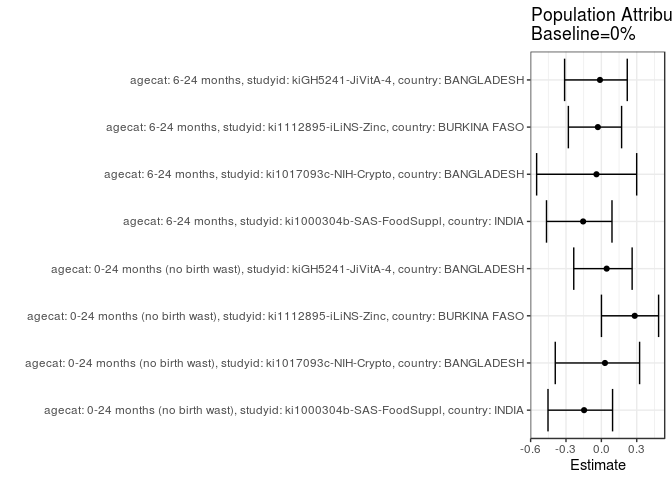 Population Attribu
Baseline=0%
agecat: 6-24 months, studyid: kiGH5241-JiVitA-4, country: BANGLADESH
agecat: 6-24 months, studyid: ki1112895-iLiNS-Zinc, country: BURKINA FASO
agecat: 6-24 months, studyid: ki1017093c-NIH-Crypto, country: BANGLADESH
agecat: 6-24 months, studyid: ki1000304b-SAS-FoodSuppl, country: INDIA
agecat: 0-24 months (no birth wast), studyid: kiGH5241-JiVitA-4, country: BANGLADESH
agecat: 0-24 months (no birth wast), studyid: ki1112895-iLiNS-Zinc, country: BURKINA FASO
agecat: 0-24 months (no birth wast), studyid: ki1017093c-NIH-Crypto, country: BANGLADESH
agecat: 0-24 months (no birth wast), studyid: ki1000304b-SAS-FoodSuppl, country: INDIA
-0.6 -0.3 0.0 0.3
Estimate